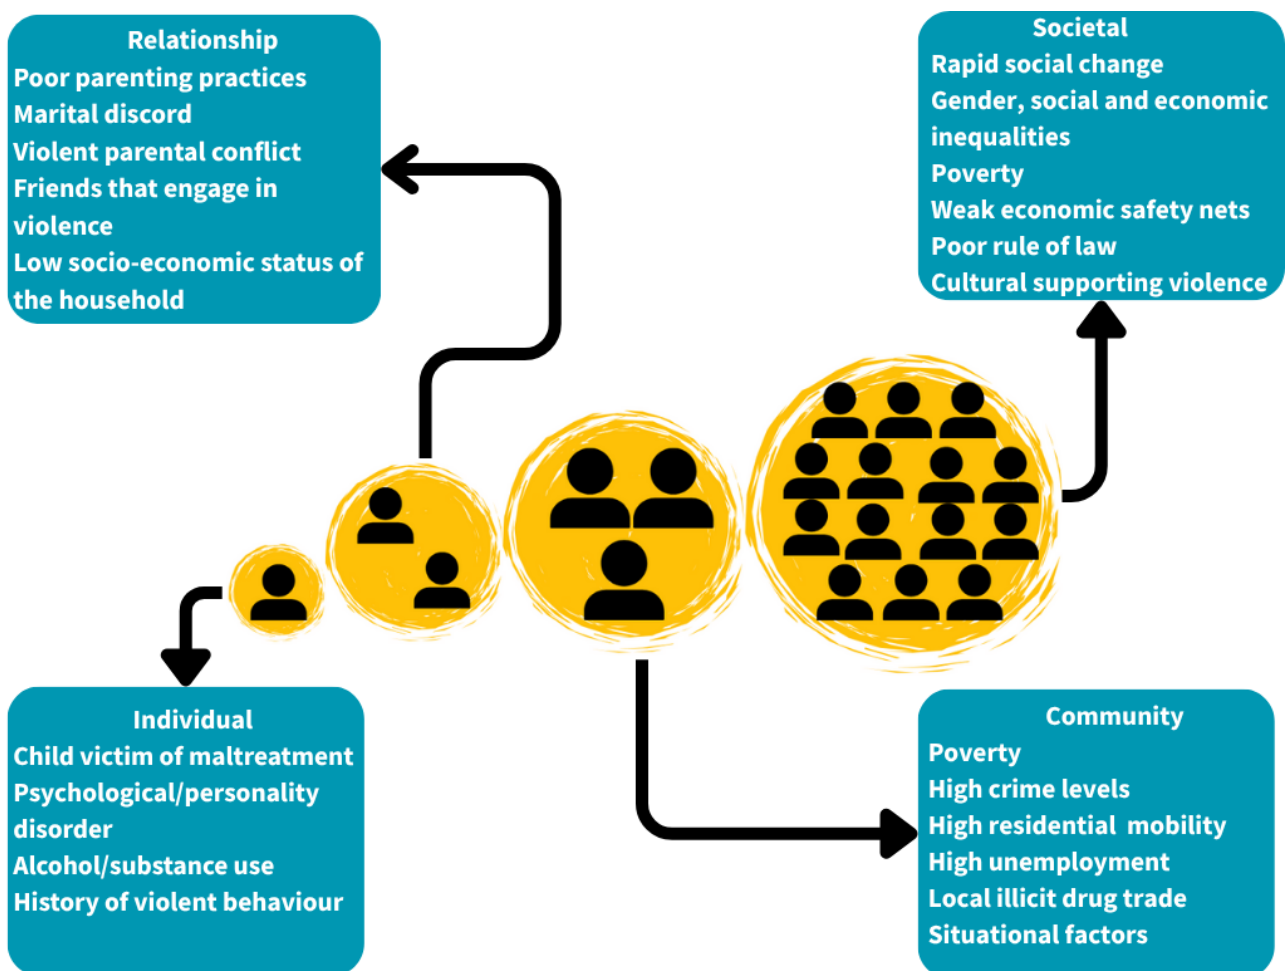 Relationship
Poor parenting practices
Marital discord
Violent parental conflict
Friends that engage in
violence
Low socio-economic status of
the household
Societal
Rapid social change
Gender, social and economic
inequalities
Poverty
Weak economic safety nets
Poor rule of law
Cultural supporting violence
Individual
Child victim of maltreatment
Psychological/personality
disorder
Alcohol/substance use
History of violent behaviour
Community
Poverty
High crime levels
High residential mobility
High unemployment
Local illicit drug trade
Situational factors